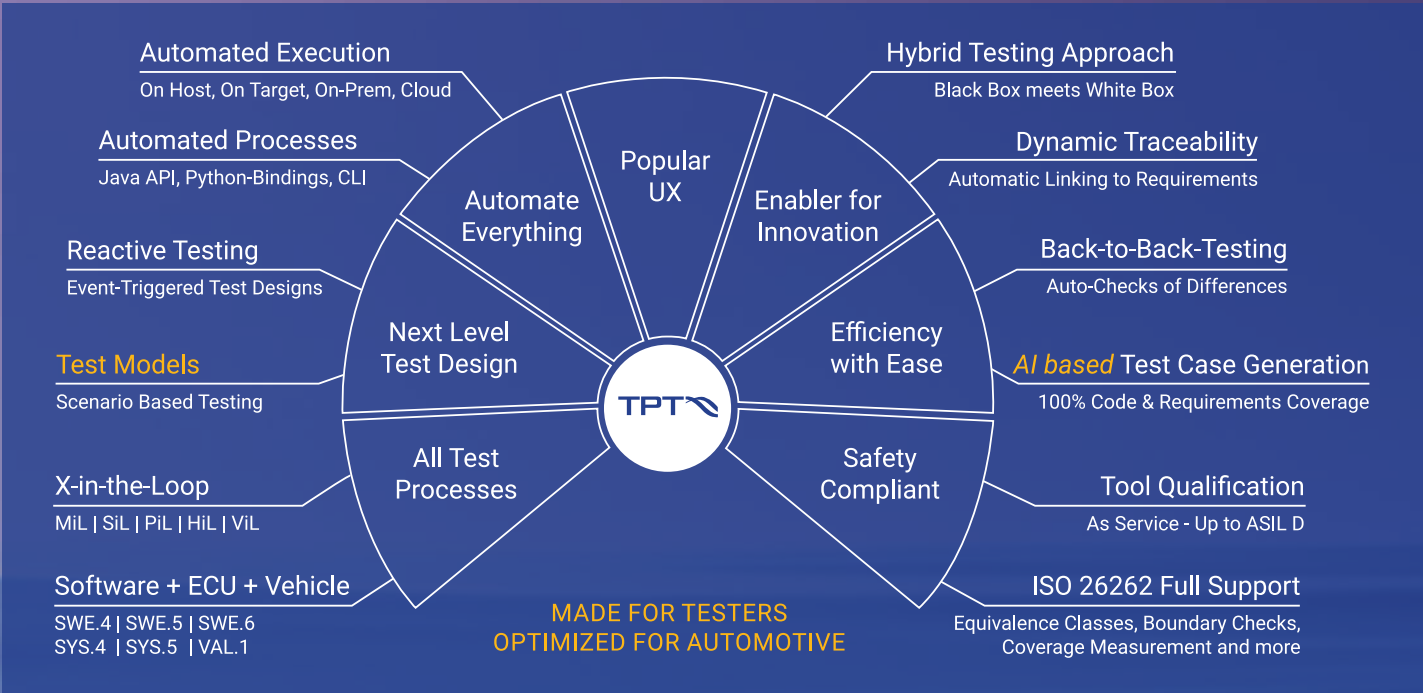 Automated Execution
On Host, On Target, On-Prem, Cloud
Automated Processes
Java API, Python-Bindings, CLI
Reactive Testing
Event-Triggered Test Designs
Test Models
Scenario Based Testing
X-in-the-Loop
MiL | SiL | PiL | HiL | ViL
Software + ECU + Vehicle
SWE.4 | SWE.5 | SWE.6
SYS.4 | SYS.5 | VAL.1
All Test
Processes
Next Level
Test Design
Automate
Everything
Popular
UX
Enabler for
Innovation
Efficiency
with Ease
Safety
Compliant
TPT
MADE FOR TESTERS
OPTIMIZED FOR AUTOMOTIVE
Hybrid Testing Approach
Black Box meets White Box
Dynamic Traceability
Automatic Linking to Requirements
Back-to-Back-Testing
Auto-Checks of Differences
AI based Test Case Generation
100% Code & Requirements Coverage
Tool Qualification
As Service - Up to ASIL D
ISO 26262 Full Support
Equivalence Classes, Boundary Checks,
Coverage Measurement and more